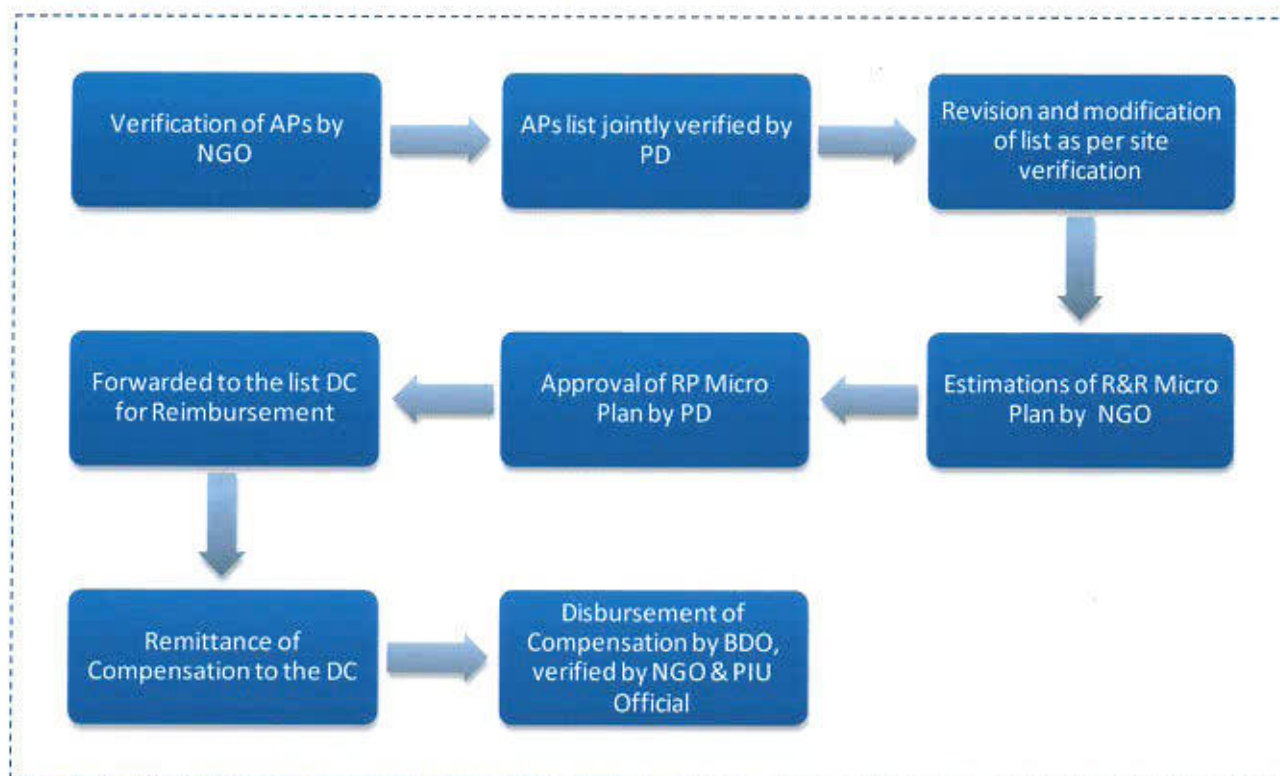 Verification of APs by
NGO
APs list jointly verified by
PD
Revision and modification
of list as per site
verification
Estimations of R&R Micro
Plan by NGO
Approval of RP Micro
Plan by PD
Forwarded to the list DC
for Reimbursement
Remittance of
Compensation to the DC
Disbursement of
Compensation by BDO,
verified by NGO & PIU
Official